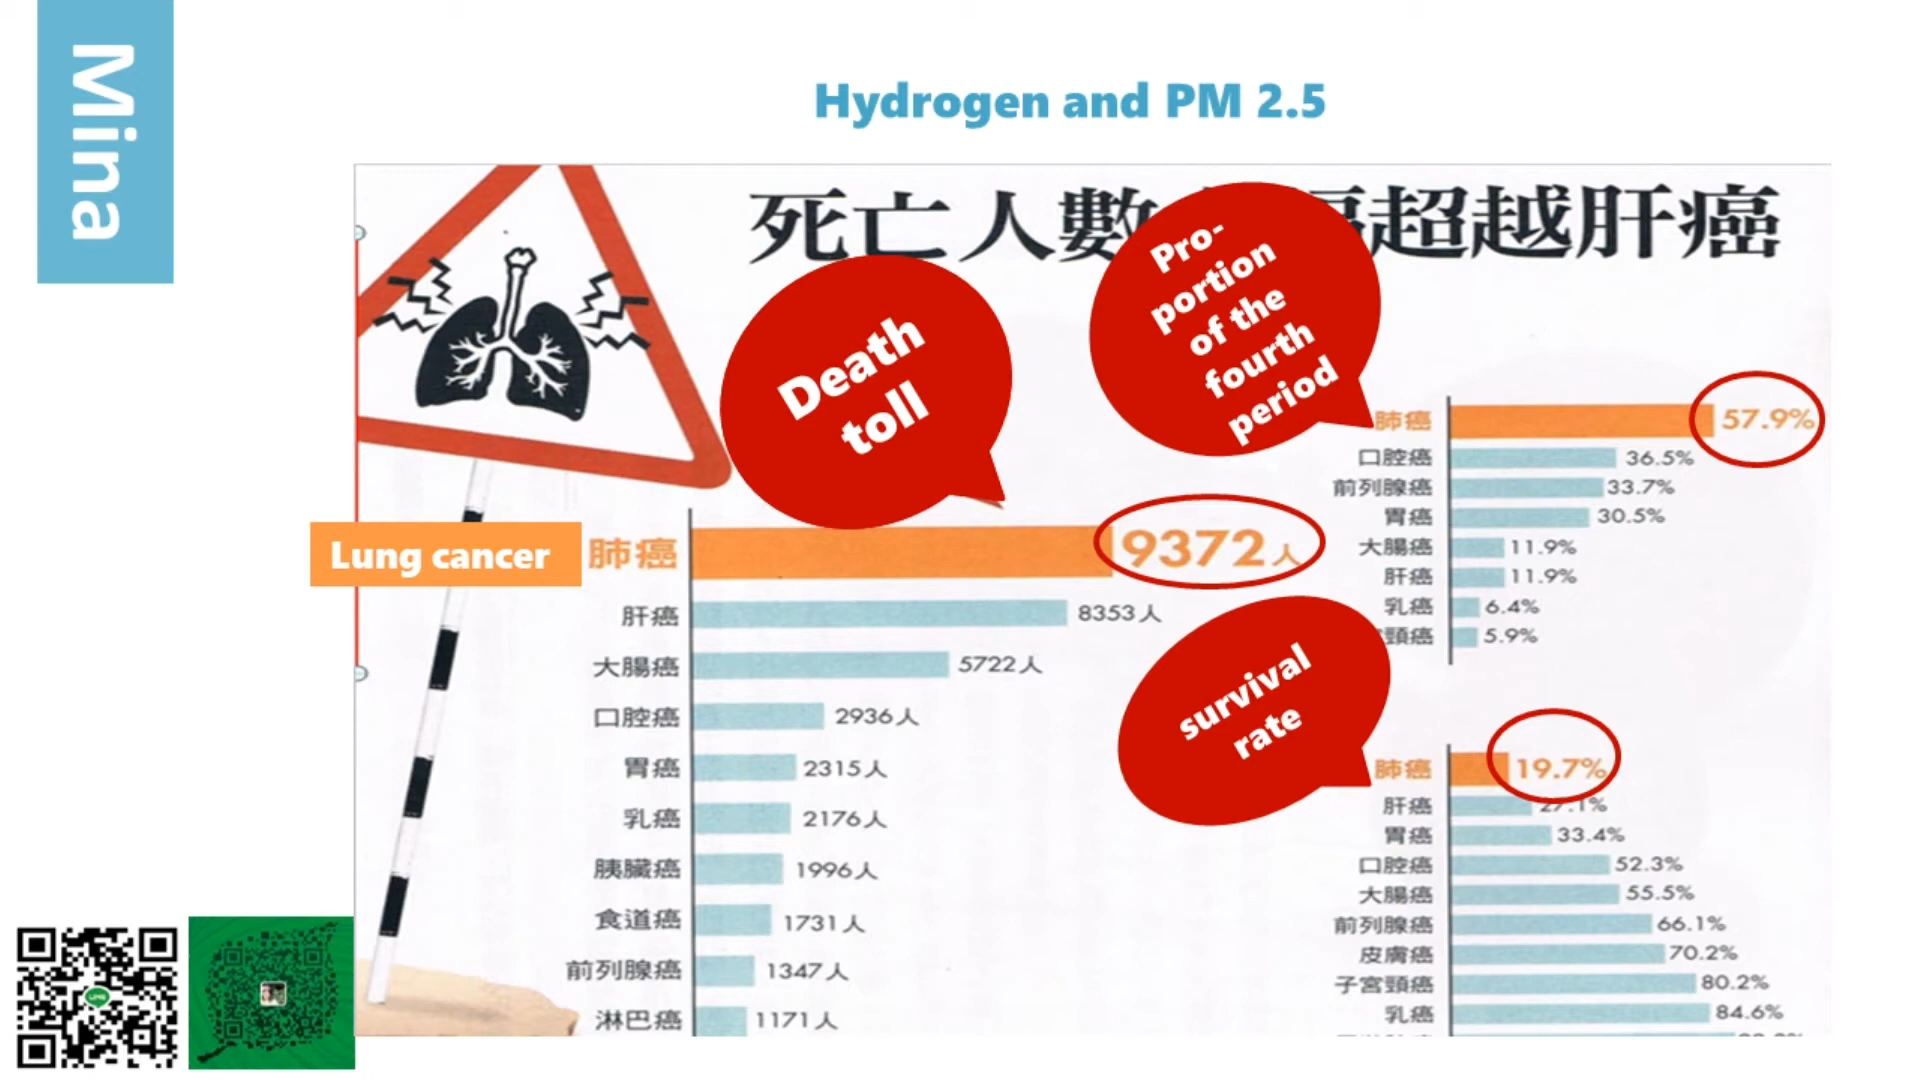 Mina
Hydrogen and PM 2.5
死亡人數
超越肝癌
Death
toll
Pro-
portion
of the
fourth
period
Lung cancer
肺癌 9372人
肝癌 8353人
大腸癌 5722人
口腔癌 2936人
胃癌 2315人
乳癌 2176人
胰臟癌 1996人
食道癌 1731人
前列腺癌 1347人
淋巴癌 1171人
肺癌 57.9%
口腔癌 36.5%
前列腺癌 33.7%
胃癌 30.5%
大腸癌 11.9%
肝癌 11.9%
乳癌 6.4%
頸癌 5.9%
survival
rate
肺癌 19.7%
肝癌 27.1%
胃癌 33.4%
口腔癌 52.3%
大腸癌 55.5%
前列腺癌 66.1%
皮膚癌 70.2%
子宮頸癌 80.2%
乳癌 84.6%